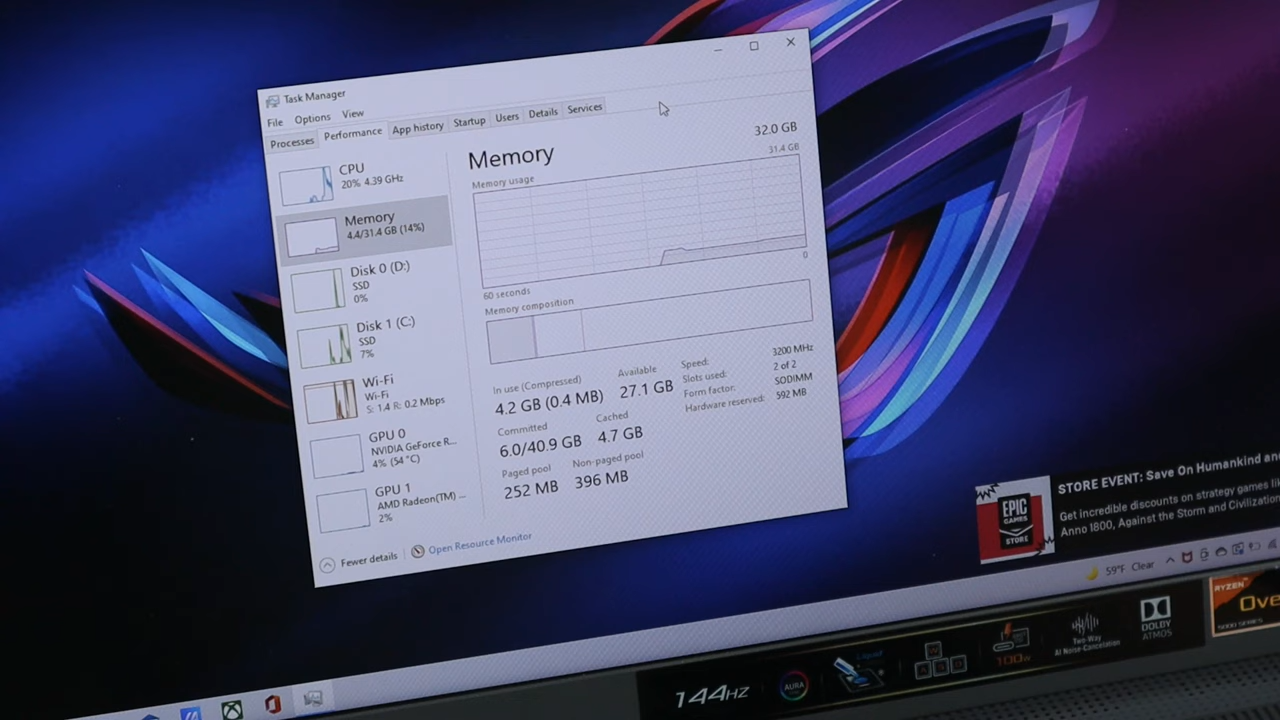 Task Manager
File Options View
Processes Performance App history Startup Users Details Services
CPU
20% 4.39 GHz
Memory
4.4/31.4 GB (14%)
Disk 0 (D:)
SSD
0%
Disk 1 (C:)
SSD
7%
Wi-Fi
Wi-Fi
S: 1.4 R: 0.2 Mbps
GPU 0
NVIDIA GeForce R...
4% (54 °C)
GPU 1
AMD Radeon(TM) ...
2%
Memory
32.0 GB
Memory usage
31.4 GB
60 seconds
0
Memory composition
In use (Compressed)
4.2 GB (0.4 MB)
Available
27.1 GB
Committed
6.0/40.9 GB
Cached
4.7 GB
Paged pool
252 MB
Non-paged pool
396 MB
Speed: 3200 MHz
Slots used: 2 of 2
Form factor: SODIMM
Hardware reserved: 592 MB
Fewer details
Open Resource Monitor
EPIC
GAMES
STORE
STORE EVENT: Save On Humankind and
Get incredible discounts on strategy games
Anno 1800, Against the Storm and Civilization
59°F Clear
144HZ
AURA
Liquid
W
A S D
100W
Two-Way
AI Noise-Cancelation
DOLBY
ATMOS
RYZEN
Ove
5000 SERIES